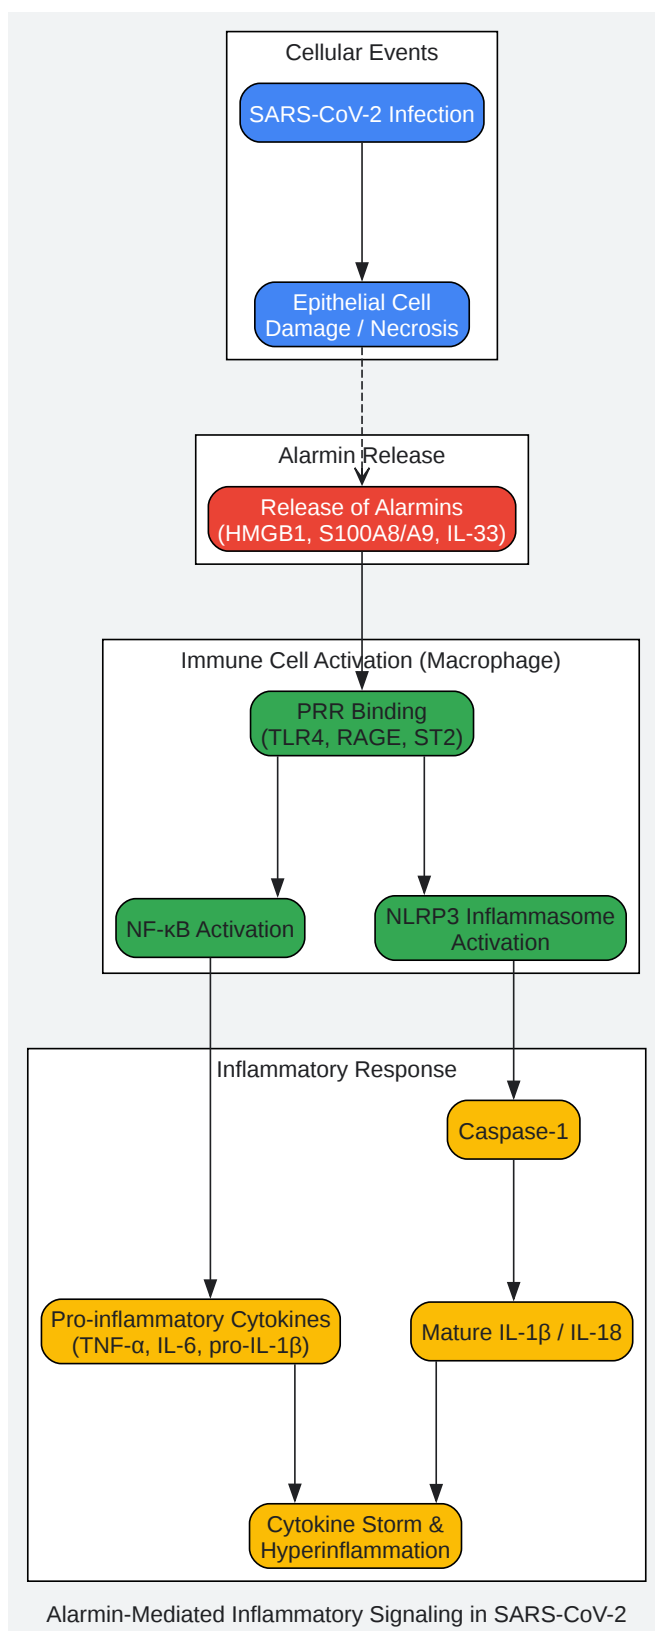 Cellular Events
SARS-CoV-2 Infection
Epithelial Cell
Damage / Necrosis
Alarmin Release
Release of Alarmins
(HMGB1, S100A8/A9, IL-33)
Immune Cell Activation (Macrophage)
PRR Binding
(TLR4, RAGE, ST2)
NF-κB Activation
NLRP3 Inflammasome
Activation
Inflammatory Response
Caspase-1
Pro-inflammatory Cytokines
(TNF-α, IL-6, pro-IL-1β)
Mature IL-1β / IL-18
Cytokine Storm &
Hyperinflammation
Alarmin-Mediated Inflammatory Signaling in SARS-CoV-2